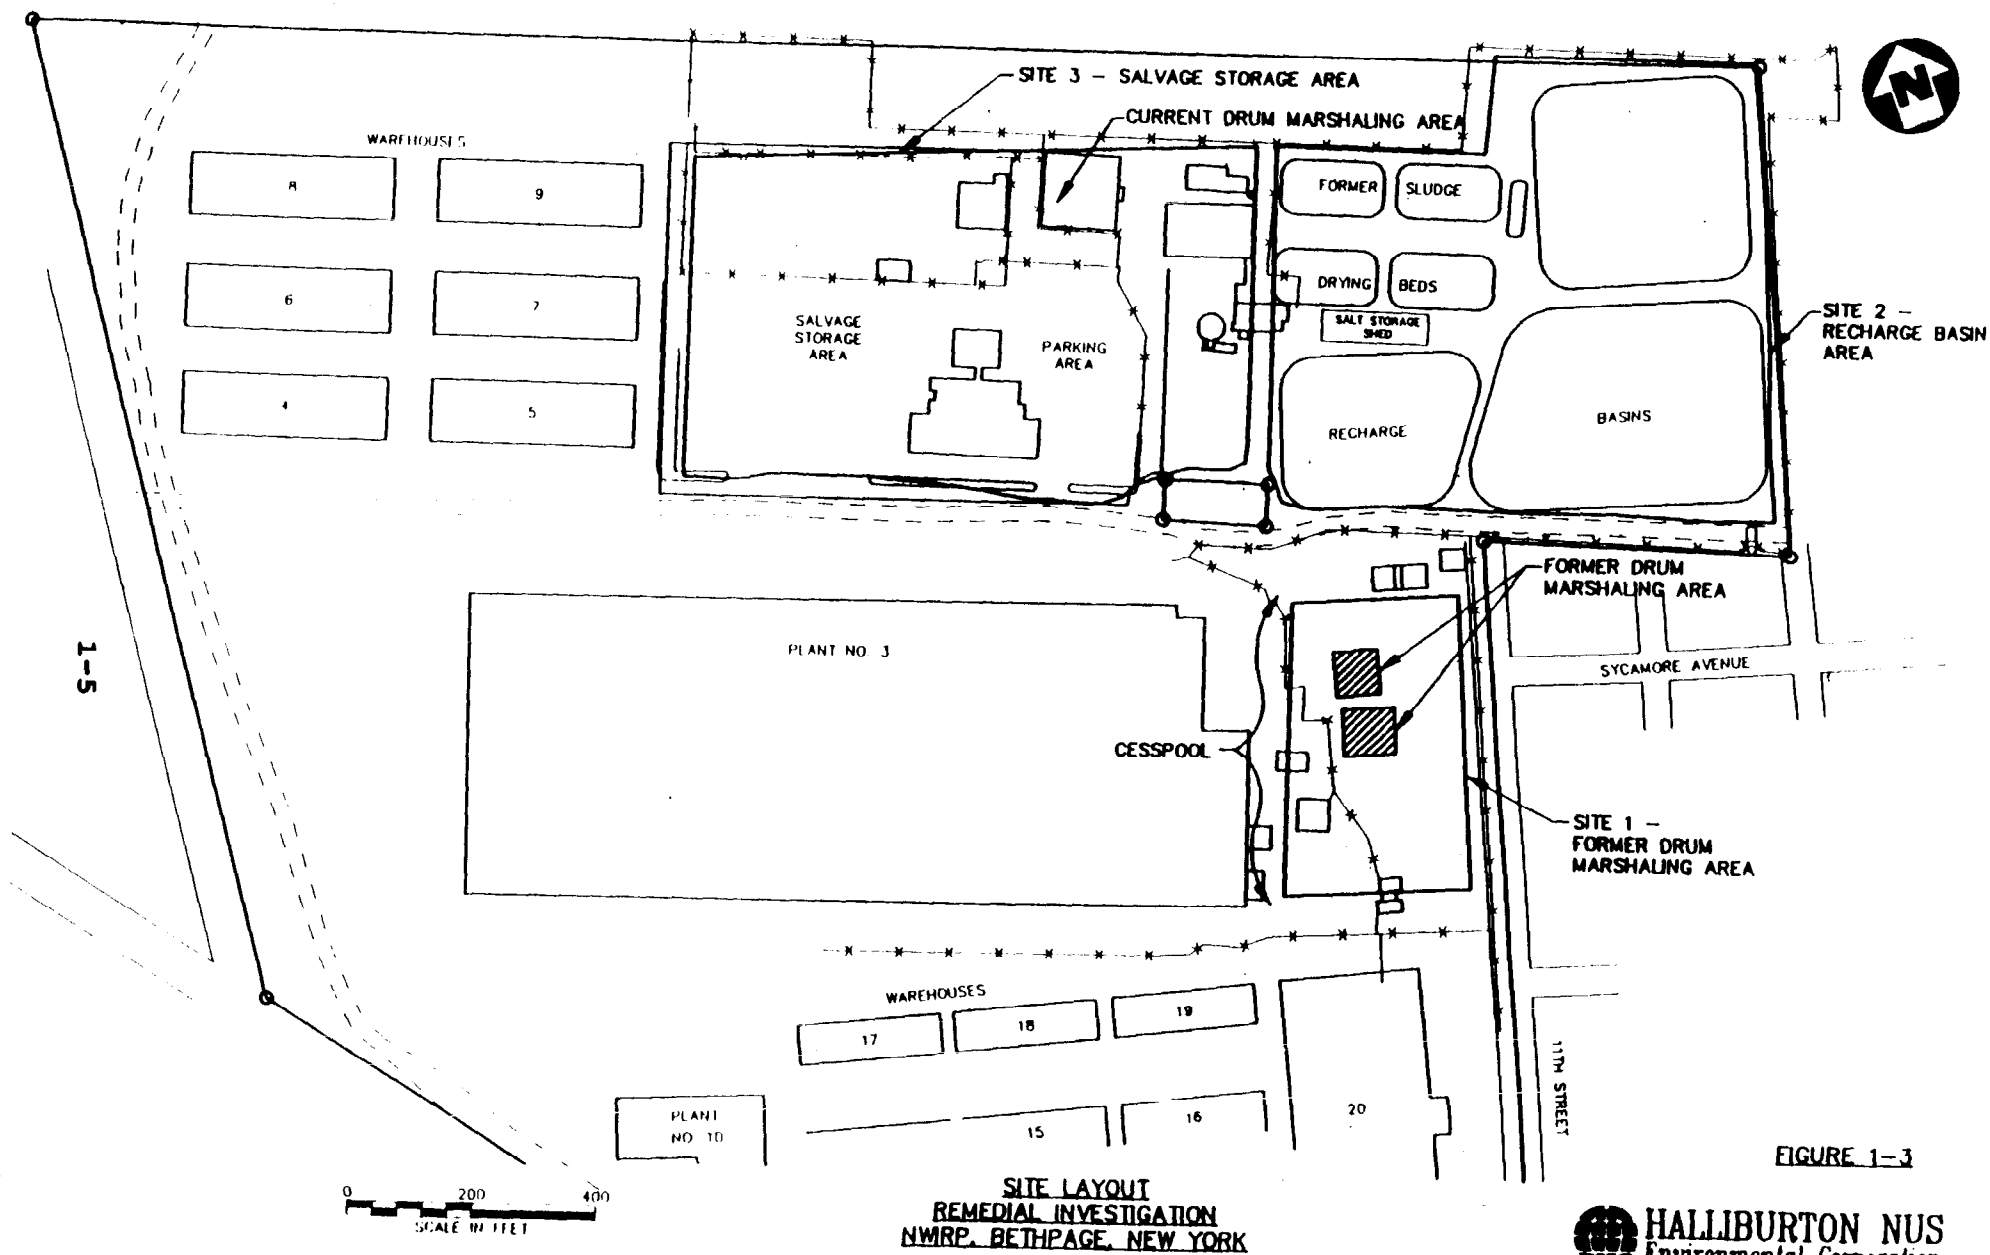 N
SITE 3 - SALVAGE STORAGE AREA
CURRENT DRUM MARSHALING AREA
WAREHOUSES
8
9
FORMER
SLUDGE
6
7
DRYING
BEDS
SALT STORAGE
SHED
SALVAGE
STORAGE
AREA
PARKING
AREA
SITE 2 -
RECHARGE BASIN
AREA
4
5
RECHARGE
BASINS
FORMER DRUM
MARSHALING AREA
PLANT NO. 3
SYCAMORE AVENUE
1-5
CESSPOOL
SITE 1 -
FORMER DRUM
MARSHALING AREA
WAREHOUSES
17
18
19
11TH STREET
PLANT
NO. 10
15
16
20
FIGURE 1-3
0 200 400
SCALE IN FEET
SITE LAYOUT
REMEDIAL INVESTIGATION
NWIRP, BETHPAGE, NEW YORK
HALLIBURTON NUS
Environmental Corporation